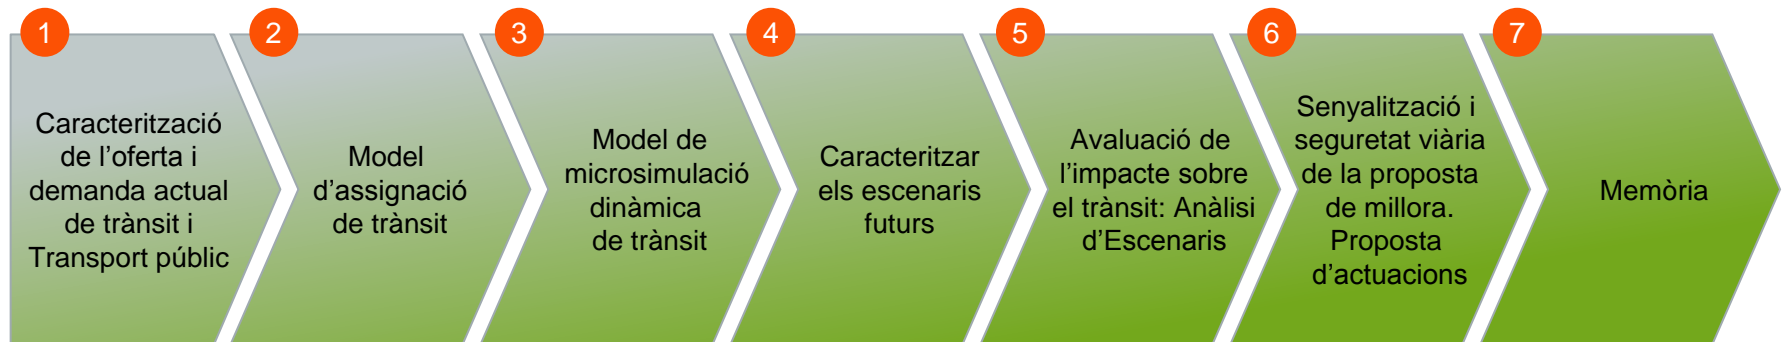 1
Caracterització
de l’oferta i
demanda actual
de trànsit i
Transport públic
2
Model
d’assignació
de trànsit
3
Model de
microsimulació
dinàmica
de trànsit
4
Caracteritzar
els escenaris
futurs
5
Avaluació de
l’impacte sobre
el trànsit: Anàlisi
d’Escenaris
6
Senyalització i
seguretat viària
de la proposta
de millora.
Proposta
d’actuacions
7
Memòria